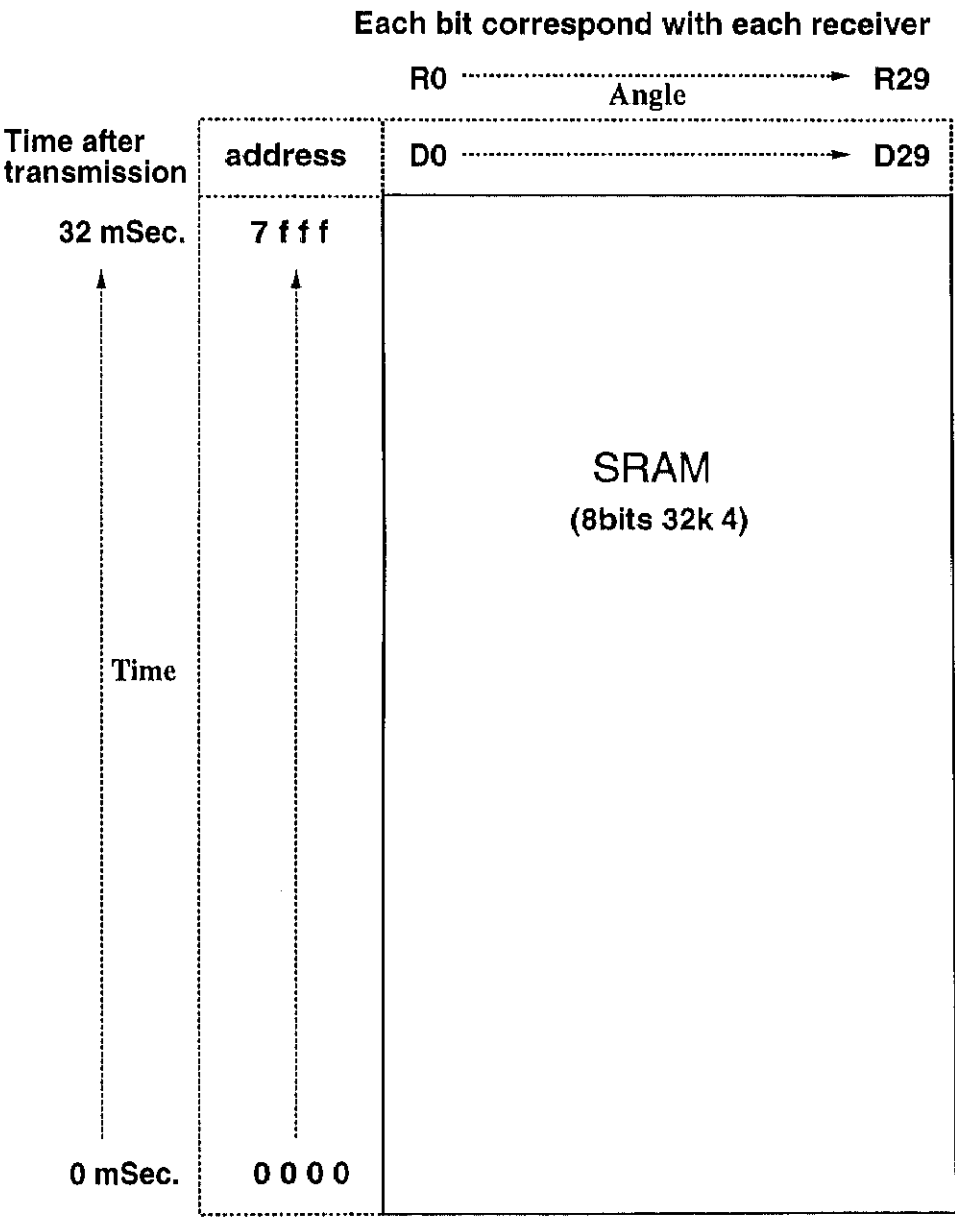 Each bit correspond with each receiver
R0 R29
Angle
Time after
transmission
address
D0 D29
32 mSec.
7 f f f
SRAM
(8bits 32k 4)
Time
0 mSec.
0 0 0 0